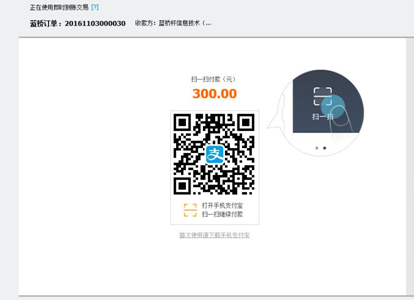 正在使用即时到账交易 [?]
蓝桥订单：20161103000030 收款方：蓝桥杯信息技术（...
扫一扫付款（元）
300.00
扫一扫
支
打开手机支付宝
扫一扫继续付款
首次使用请下载手机支付宝